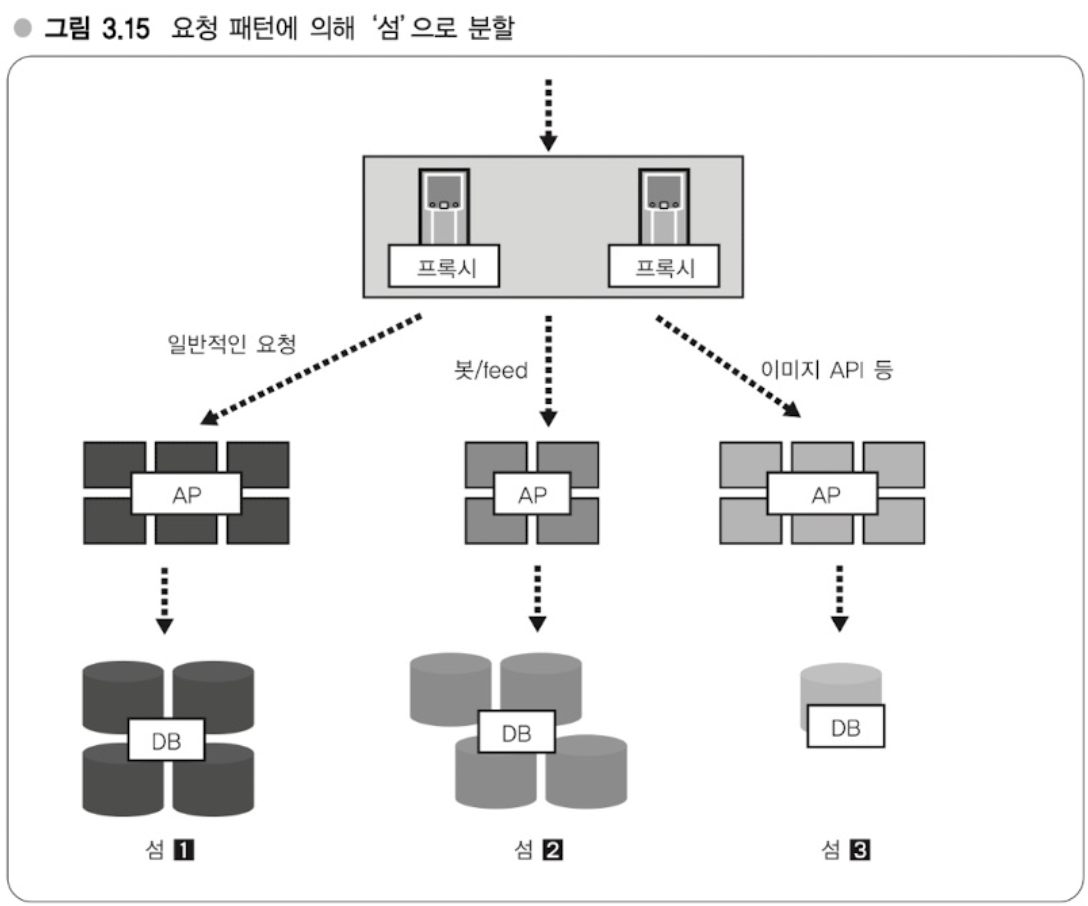 그림 3.15 요청 패턴에 의해 ‘섬’으로 분할
프록시
프록시
일반적인 요청
봇/feed
이미지 API 등
AP
AP
AP
DB
DB
DB
섬 1
섬 2
섬 3